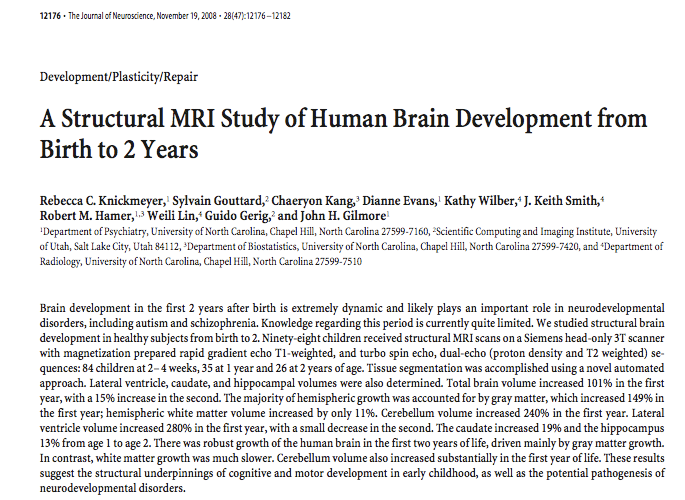 12176 • The Journal of Neuroscience, November 19, 2008 • 28(47):12176–12182
Development/Plasticity/Repair
A Structural MRI Study of Human Brain Development from
Birth to 2 Years
Rebecca C. Knickmeyer,1 Sylvain Gouttard,2 Chaeryon Kang,3 Dianne Evans,1 Kathy Wilber,4 J. Keith Smith,4
Robert M. Hamer,1,3 Weili Lin,4 Guido Gerig,2 and John H. Gilmore1
1Department of Psychiatry, University of North Carolina, Chapel Hill, North Carolina 27599-7160, 2Scientific Computing and Imaging Institute, University
of Utah, Salt Lake City, Utah 84112, 3Department of Biostatistics, University of North Carolina, Chapel Hill, North Carolina 27599-7420, and 4Department of
Radiology, University of North Carolina, Chapel Hill, North Carolina 27599-7510
Brain development in the first 2 years after birth is extremely dynamic and likely plays an important role in neurodevelopmental
disorders, including autism and schizophrenia. Knowledge regarding this period is currently quite limited. We studied structural brain
development in healthy subjects from birth to 2. Ninety-eight children received structural MRI scans on a Siemens head-only 3T scanner
with magnetization prepared rapid gradient echo T1-weighted, and turbo spin echo, dual-echo (proton density and T2 weighted) se-
quences: 84 children at 2–4 weeks, 35 at 1 year and 26 at 2 years of age. Tissue segmentation was accomplished using a novel automated
approach. Lateral ventricle, caudate, and hippocampal volumes were also determined. Total brain volume increased 101% in the first
year, with a 15% increase in the second. The majority of hemispheric growth was accounted for by gray matter, which increased 149% in
the first year; hemispheric white matter volume increased by only 11%. Cerebellum volume increased 240% in the first year. Lateral
ventricle volume increased 280% in the first year, with a small decrease in the second. The caudate increased 19% and the hippocampus
13% from age 1 to age 2. There was robust growth of the human brain in the first two years of life, driven mainly by gray matter growth.
In contrast, white matter growth was much slower. Cerebellum volume also increased substantially in the first year of life. These results
suggest the structural underpinnings of cognitive and motor development in early childhood, as well as the potential pathogenesis of
neurodevelopmental disorders.